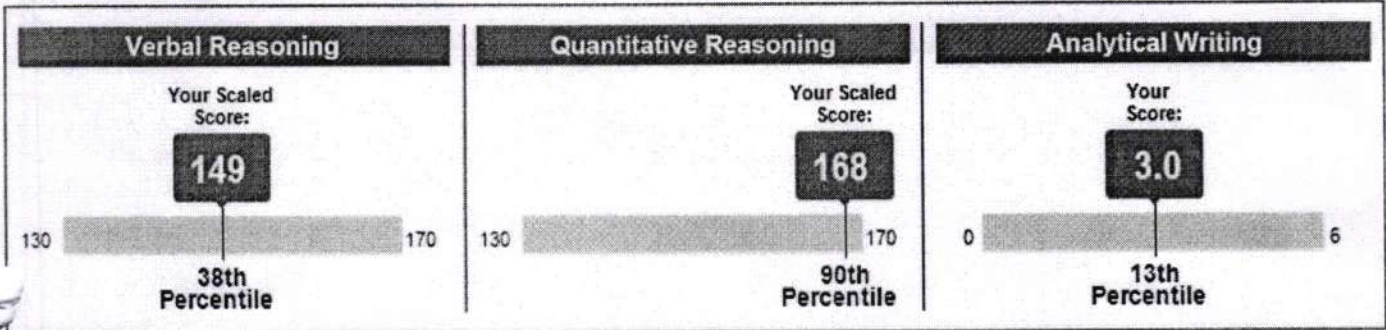 Verbal Reasoning
Your Scaled
Score:
149
130
170
38th
Percentile
Quantitative Reasoning
Your Scaled
Score:
168
130
170
90th
Percentile
Analytical Writing
Your
Score:
3.0
0
6
13th
Percentile